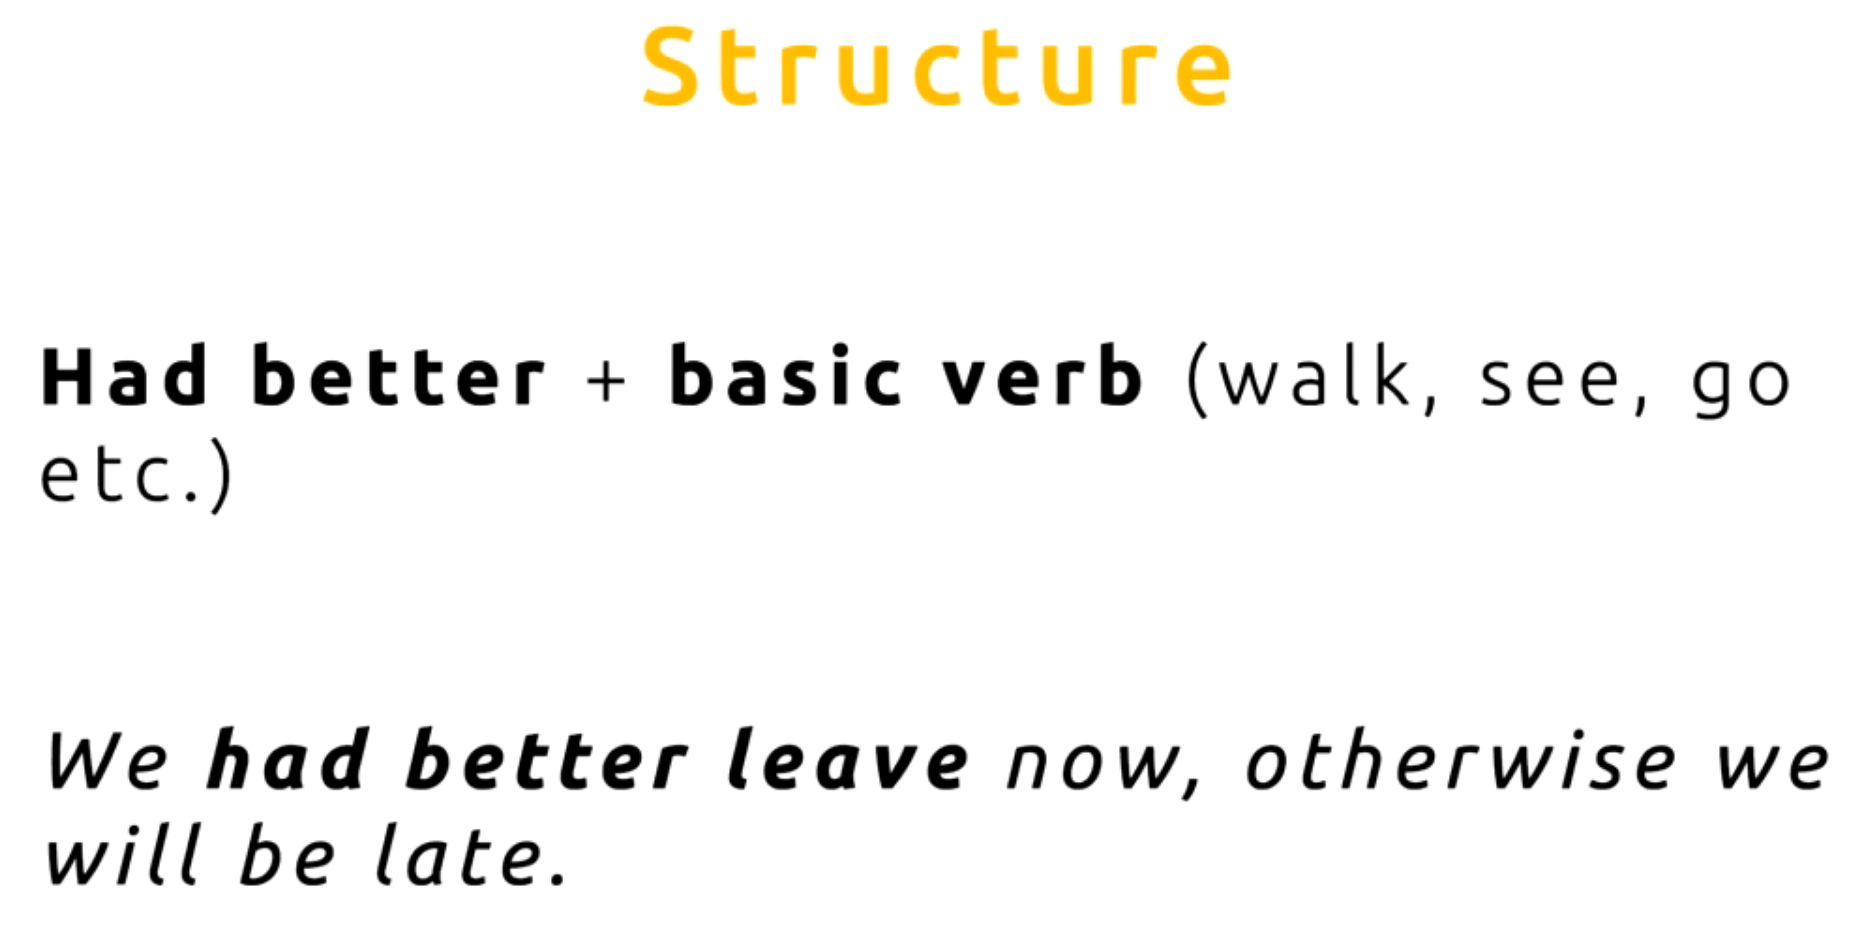 Structure
Had better + basic verb (walk, see, go
etc.)
We had better leave now, otherwise we
will be late.